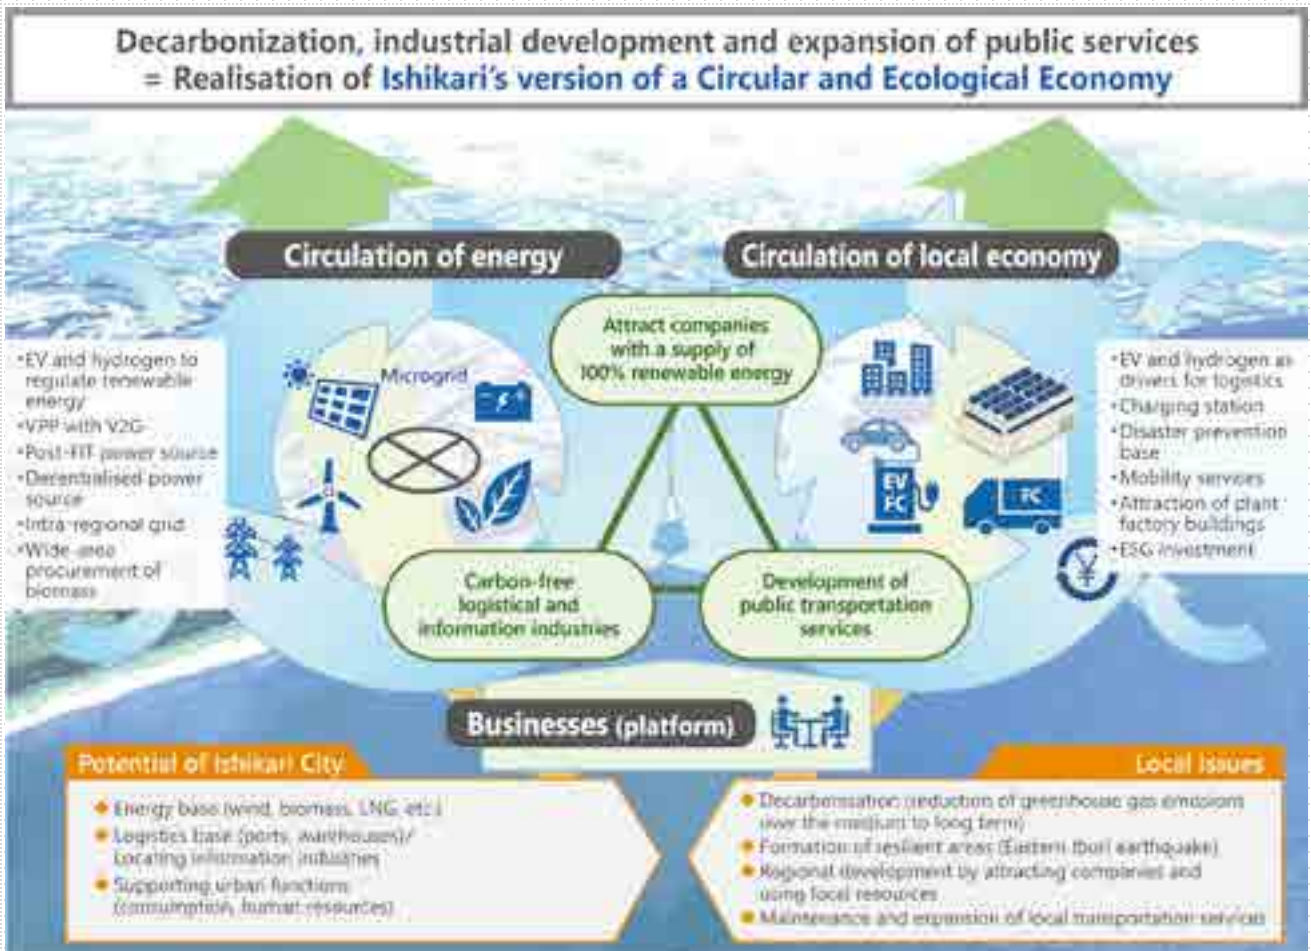 Decarbonization, industrial development and expansion of public services
= Realisation of Ishikari's version of a Circular and Ecological Economy
Circulation of energy
Circulation of local economy
Attract companies
with a supply of
100% renewable energy
•EV and hydrogen to
regulate renewable
energy
•VPP with V2G
•Post-FIT power source
•Decentralised power
source
•Intra-regional grid
•Wide-area
procurement of
biomass
Microgrid
EV
FC
FC
¥
•EV and hydrogen as
drivers for logistics
•Charging station
•Disaster prevention
base
•Mobility services
•Attraction of plant
factory buildings
•ESG investment
Carbon-free
logistical and
information industries
Development of
public transportation
services
Businesses (platform)
Potential of Ishikari City
Energy base (wind, biomass, LNG, etc.)
Logistics base (ports, warehouses)/
Locating information industries
Supporting urban functions
(consumption, human resources)
Local issues
Decarbonisation (reduction of greenhouse gas emissions
over the medium to long term)
Formation of resilient areas (Eastern Iburi earthquake)
Regional development by attracting companies and
using local resources
Maintenance and expansion of local transportation services